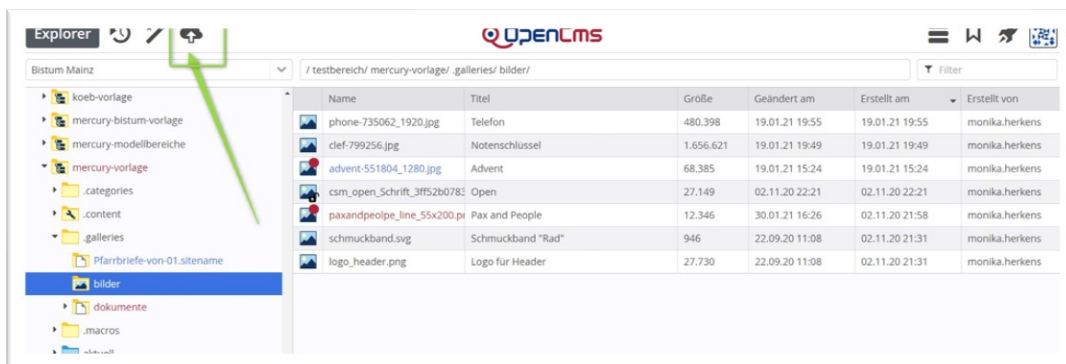 Explorer
OpenCms
Bistum Mainz
/ testbereich/ mercury-vorlage/ .galleries/ bilder/
Filter
koeb-vorlage
mercury-bistum-vorlage
mercury-modellbereiche
mercury-vorlage
.categories
.content
.galleries
Pfarrbriefe-von-01.sitename
bilder
dokumente
.macros
aktuell
Name Titel Größe Geändert am Erstellt am Erstellt von
phone-735062_1920.jpg Telefon 480.398 19.01.21 19:55 19.01.21 19:55 monika.herkens
clef-799256.jpg Notenschlüssel 1.656.621 19.01.21 19:49 19.01.21 19:49 monika.herkens
advent-551804_1280.jpg Advent 68.385 19.01.21 15:24 19.01.21 15:24 monika.herkens
csm_open_Schrift_3ff52b0783 Open 27.149 02.11.20 22:21 02.11.20 22:21 monika.herkens
paxandpeolpe_line_55x200.pn Pax and People 12.346 30.01.21 16:26 02.11.20 21:58 monika.herkens
schmuckband.svg Schmuckband "Rad" 946 22.09.20 11:08 02.11.20 21:31 monika.herkens
logo_header.png Logo für Header 27.730 22.09.20 11:08 02.11.20 21:31 monika.herkens